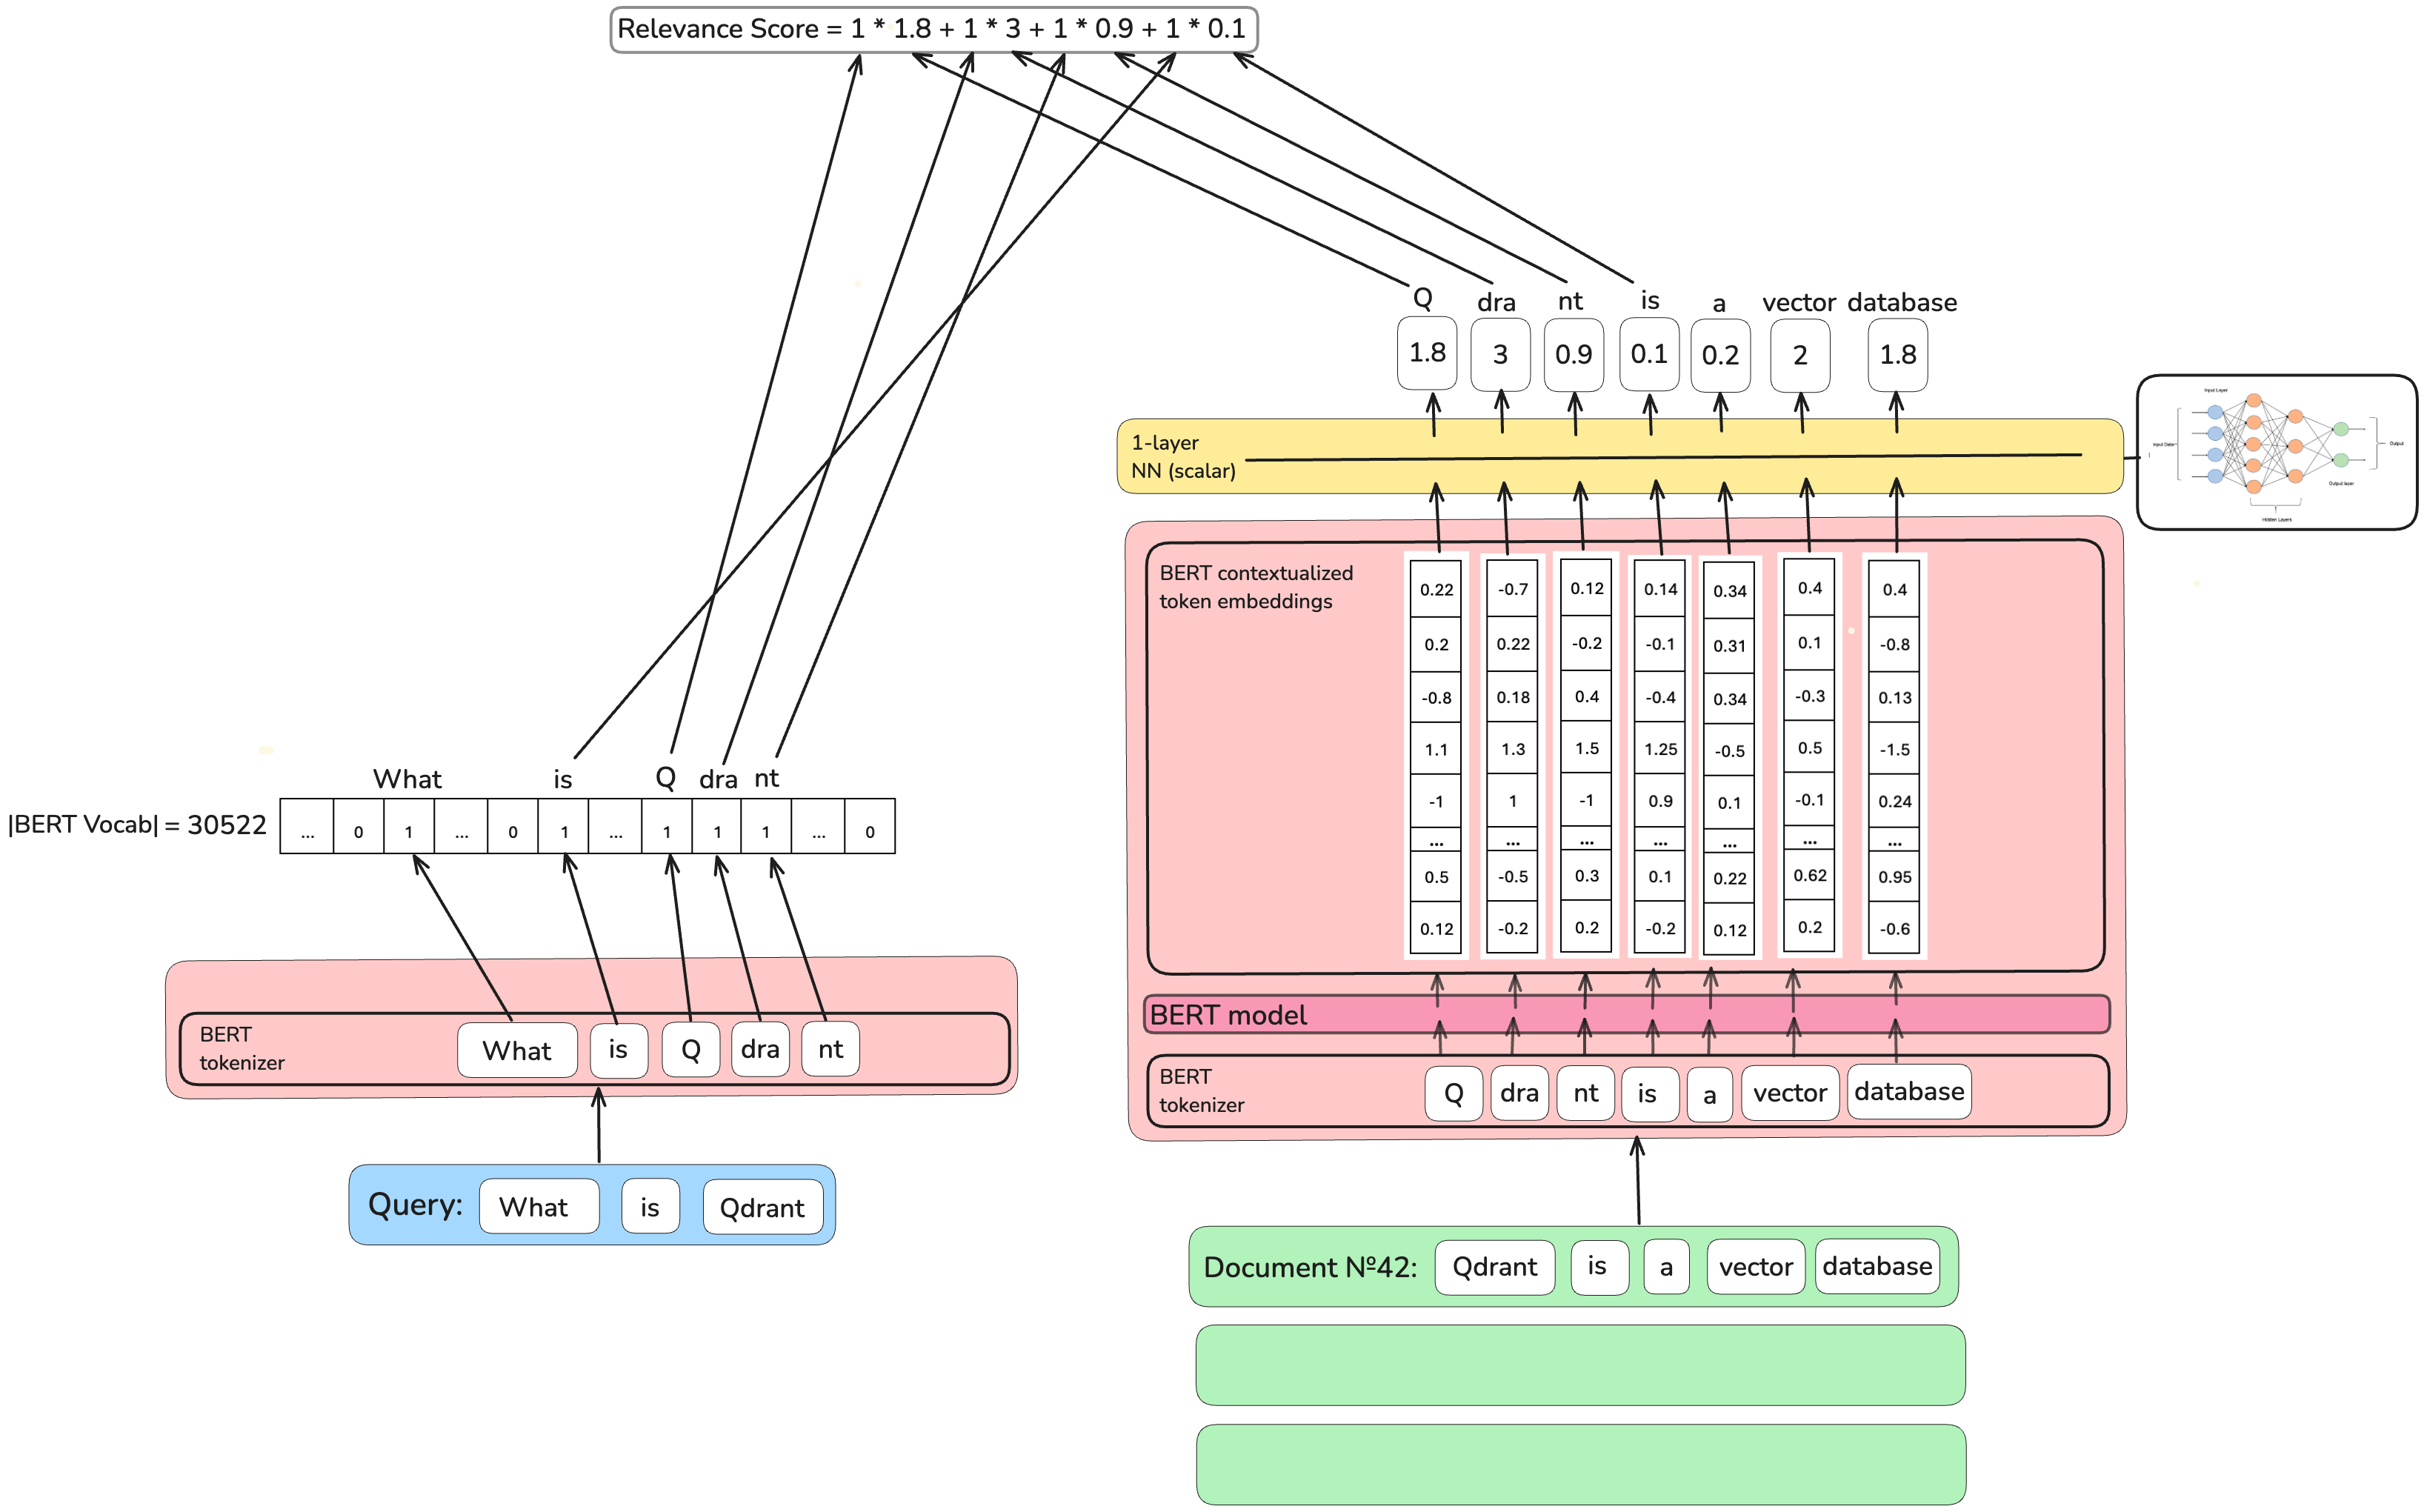 Relevance Score = 1 * 1.8 + 1 * 3 + 1 * 0.9 + 1 * 0.1
Q dra nt is a vector database
1.8 3 0.9 0.1 0.2 2 1.8
1-layer
NN (scalar)
Input Layer
Input Data
Output
Output layer
Hidden Layers
BERT contextualized
token embeddings
0.22 -0.7 0.12 0.14 0.34 0.4 0.4
0.2 0.22 -0.2 -0.1 0.31 0.1 -0.8
-0.8 0.18 0.4 -0.4 0.34 -0.3 0.13
1.1 1.3 1.5 1.25 -0.5 0.5 -1.5
-1 1 -1 0.9 0.1 -0.1 0.24
... ... ... ... ... ... ...
0.5 -0.5 0.3 0.1 0.22 0.62 0.95
0.12 -0.2 0.2 -0.2 0.12 0.2 -0.6
BERT model
BERT
tokenizer
Q dra nt is a vector database
Document №42: Qdrant is a vector database
What is Q dra nt
|BERT Vocab| = 30522 ... 0 1 ... 0 1 ... 1 1 1 ... 0
BERT
tokenizer
What is Q dra nt
Query: What is Qdrant